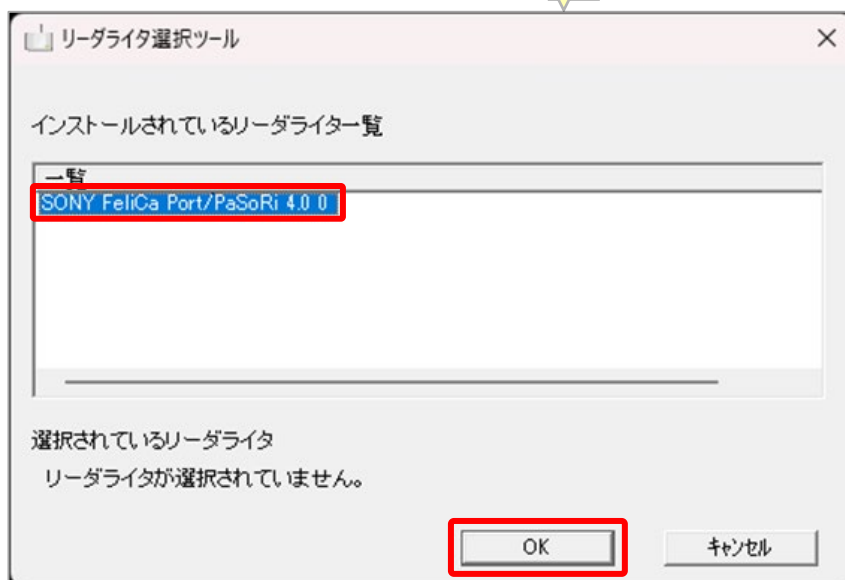 リーダライタ選択ツール
インストールされているリーダライター覧
一覧
SONY FeliCa Port/PaSoRi 4.0 0
選択されているリーダライタ
リーダライタが選択されていません。
OK
キャンセル